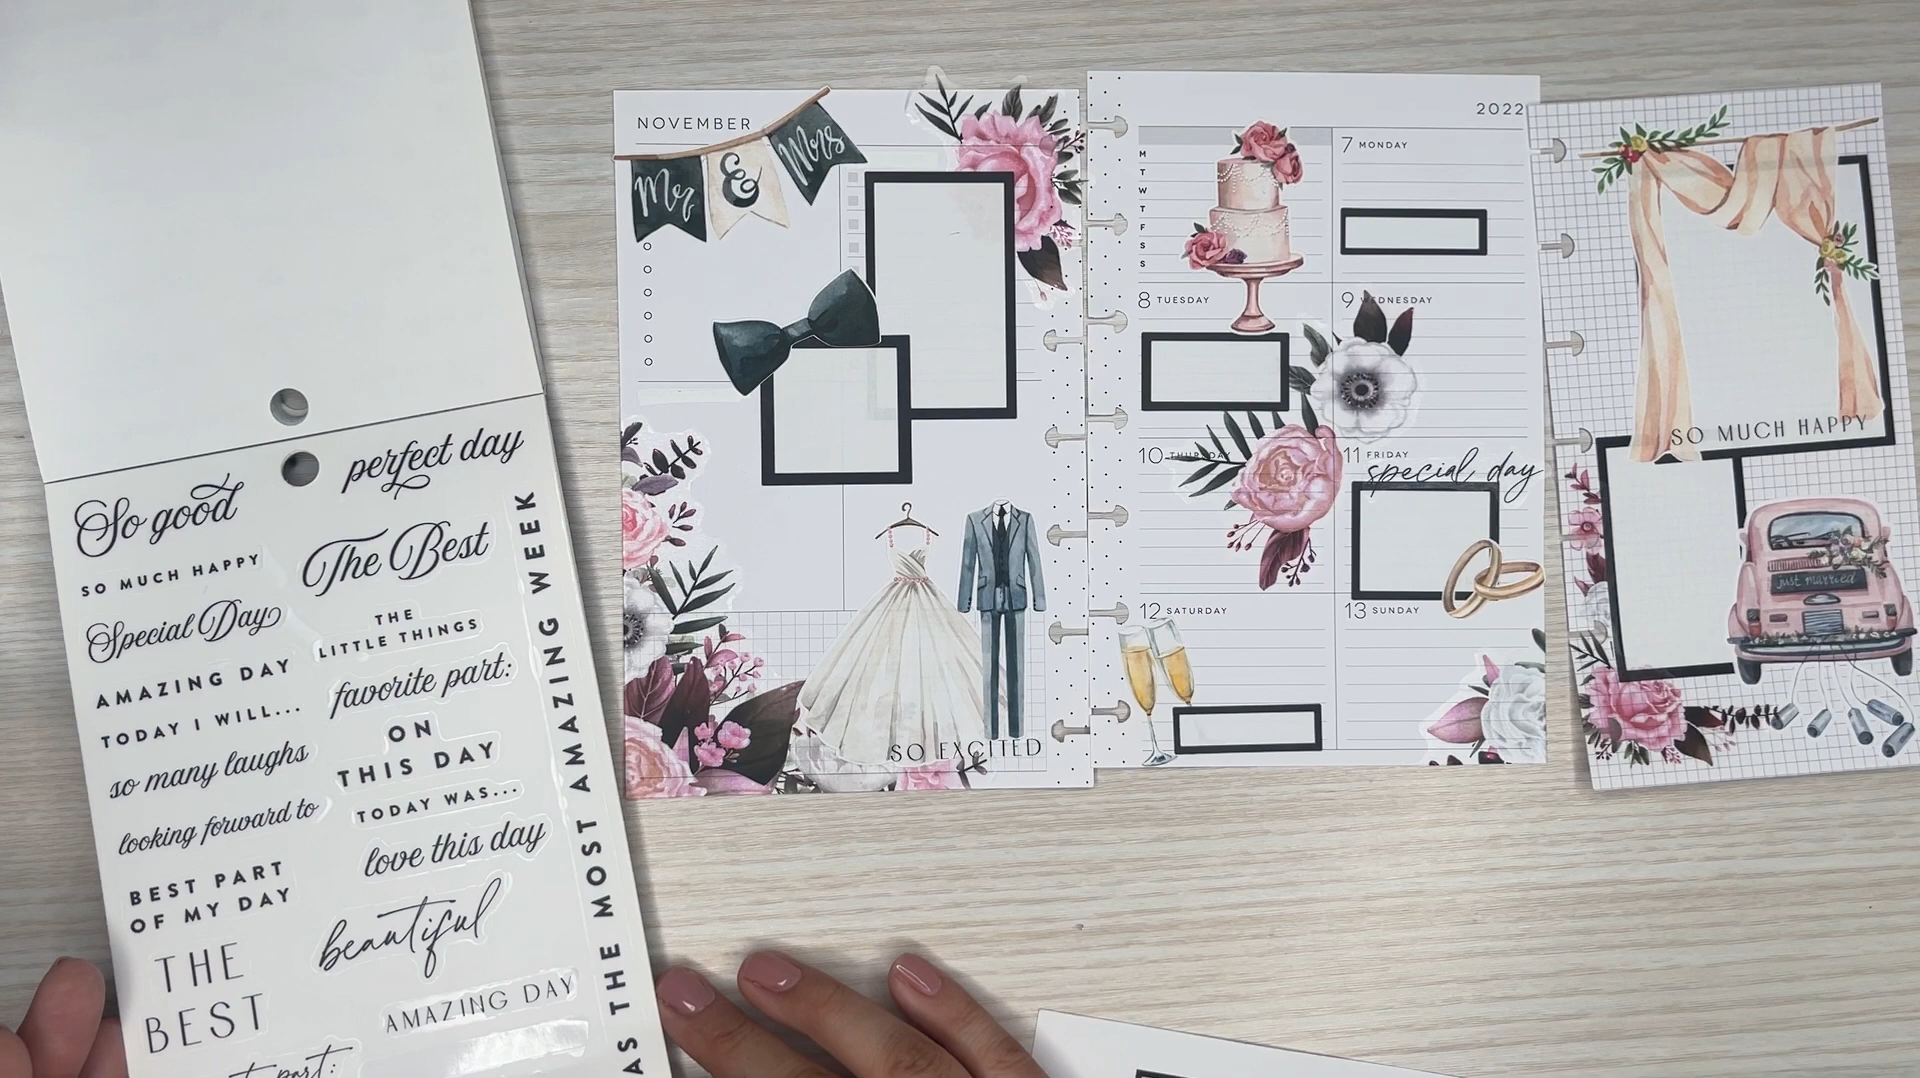 perfect day
So good
The Best
SO MUCH HAPPY
Special Day
THE
LITTLE THINGS
AMAZING DAY
favorite part:
TODAY I WILL...
ON
THIS DAY
so many laughs
TODAY WAS...
looking forward to
love this day
BEST PART
OF MY DAY
beautiful
THE
BEST
AMAZING DAY
part:
AS THE MOST AMAZING WEEK
NOVEMBER
Mr & Mrs
SO EXCITED
2022
M
T
W
T
F
S
S
7 MONDAY
8 TUESDAY
9 WEDNESDAY
10 THURSDAY
11 FRIDAY
special day
12 SATURDAY
13 SUNDAY
SO MUCH HAPPY
just married